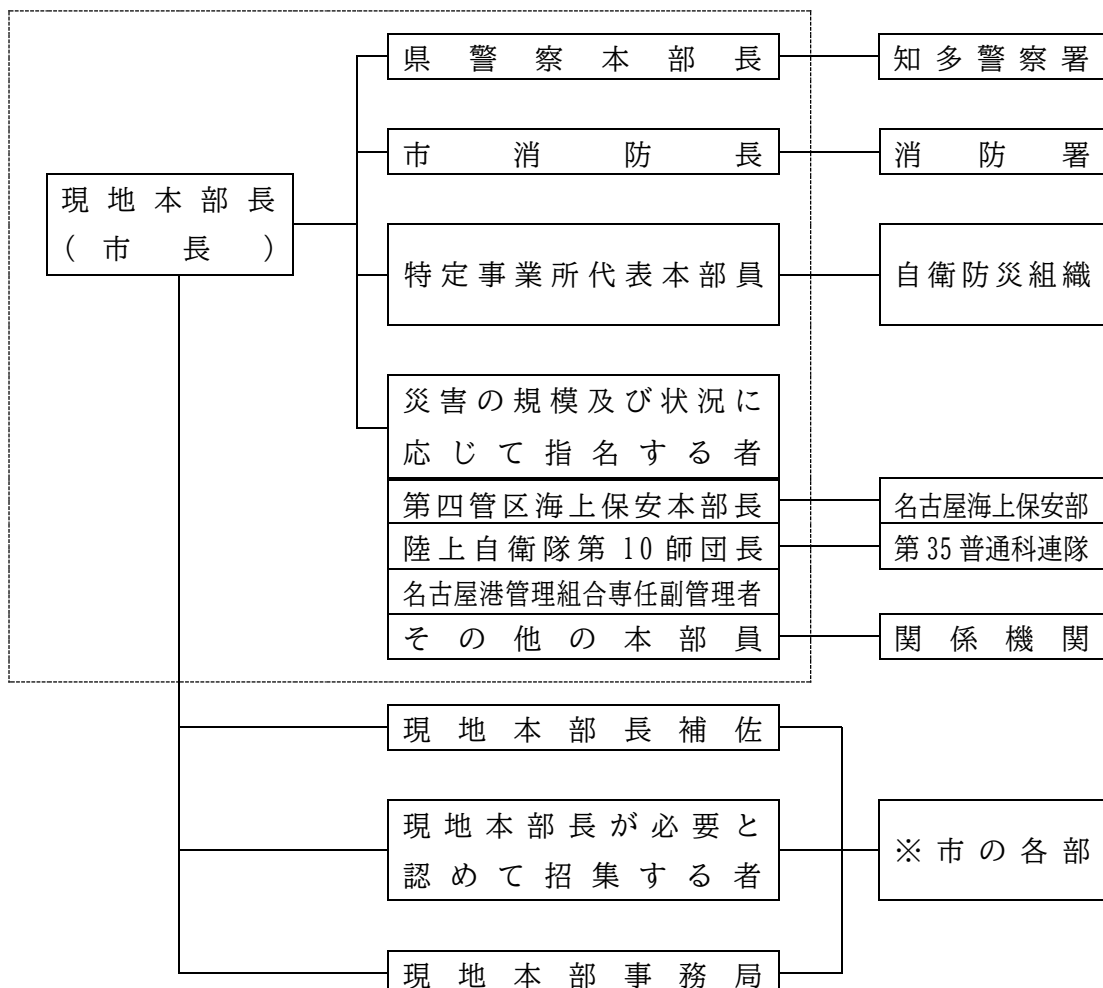 県警察本部長
知多警察署
市消防長
消防署
現地本部長
(市長)
特定事業所代表本部員
自衛防災組織
災害の規模及び状況に
応じて指名する者
第四管区海上保安本部長
名古屋海上保安部
陸上自衛隊第10師団長
第35普通科連隊
名古屋港管理組合専任副管理者
その他の本部員
関係機関
現地本部長補佐
現地本部長が必要と
認めて招集する者
※市の各部
現地本部事務局